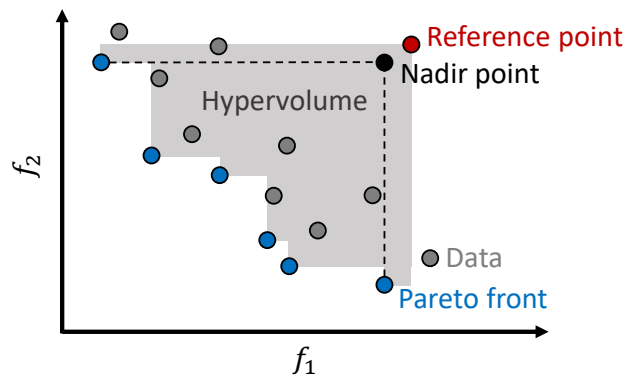 Reference point
Nadir point
Hypervolume
f₂
Data
Pareto front
f₁